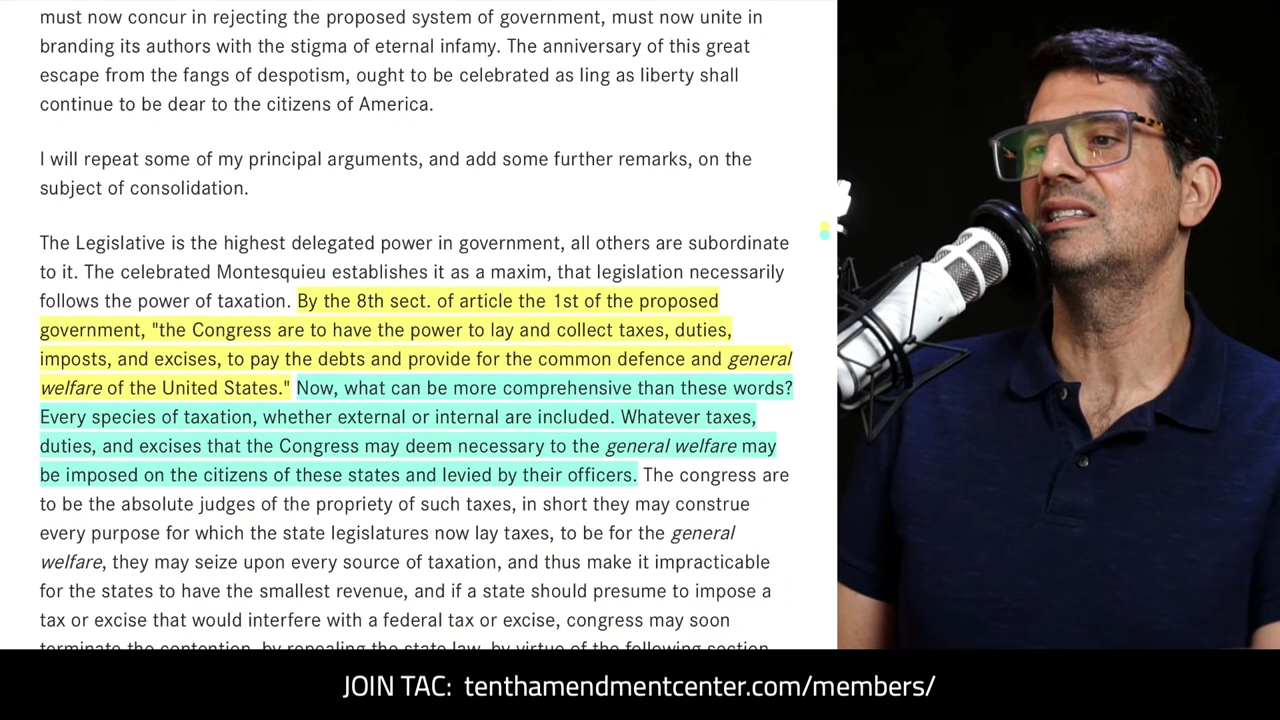 must now concur in rejecting the proposed system of government, must now unite in
branding its authors with the stigma of eternal infamy. The anniversary of this great
escape from the fangs of despotism, ought to be celebrated as ling as liberty shall
continue to be dear to the citizens of America.
I will repeat some of my principal arguments, and add some further remarks, on the
subject of consolidation.
The Legislative is the highest delegated power in government, all others are subordinate
to it. The celebrated Montesquieu establishes it as a maxim, that legislation necessarily
follows the power of taxation. By the 8th sect. of article the 1st of the proposed
government, "the Congress are to have the power to lay and collect taxes, duties,
imposts, and excises, to pay the debts and provide for the common defence and general
welfare of the United States." Now, what can be more comprehensive than these words?
Every species of taxation, whether external or internal are included. Whatever taxes,
duties, and excises that the Congress may deem necessary to the general welfare may
be imposed on the citizens of these states and levied by their officers. The congress are
to be the absolute judges of the propriety of such taxes, in short they may construe
every purpose for which the state legislatures now lay taxes, to be for the general
welfare, they may seize upon every source of taxation, and thus make it impracticable
for the states to have the smallest revenue, and if a state should presume to impose a
tax or excise that would interfere with a federal tax or excise, congress may soon
terminate the contention, by repealing the state law, by virtue of the following section
JOIN TAC: tenthamendmentcenter.com/members/